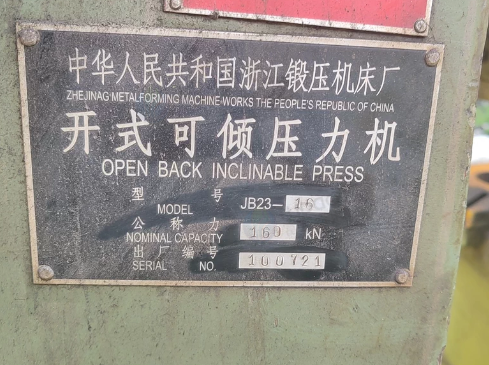 中华人民共和国浙江锻压机床厂
ZHEJINAG METALFORMING MACHINE-WORKS THE PEOPLE'S REPUBLIC OF CHINA
开式可倾压力机
OPEN BACK INCLINABLE PRESS
型 号
MODEL JB23-16
公 称 力
NOMINAL CAPACITY 160 kN
出 厂 编 号
SERIAL NO. 100721